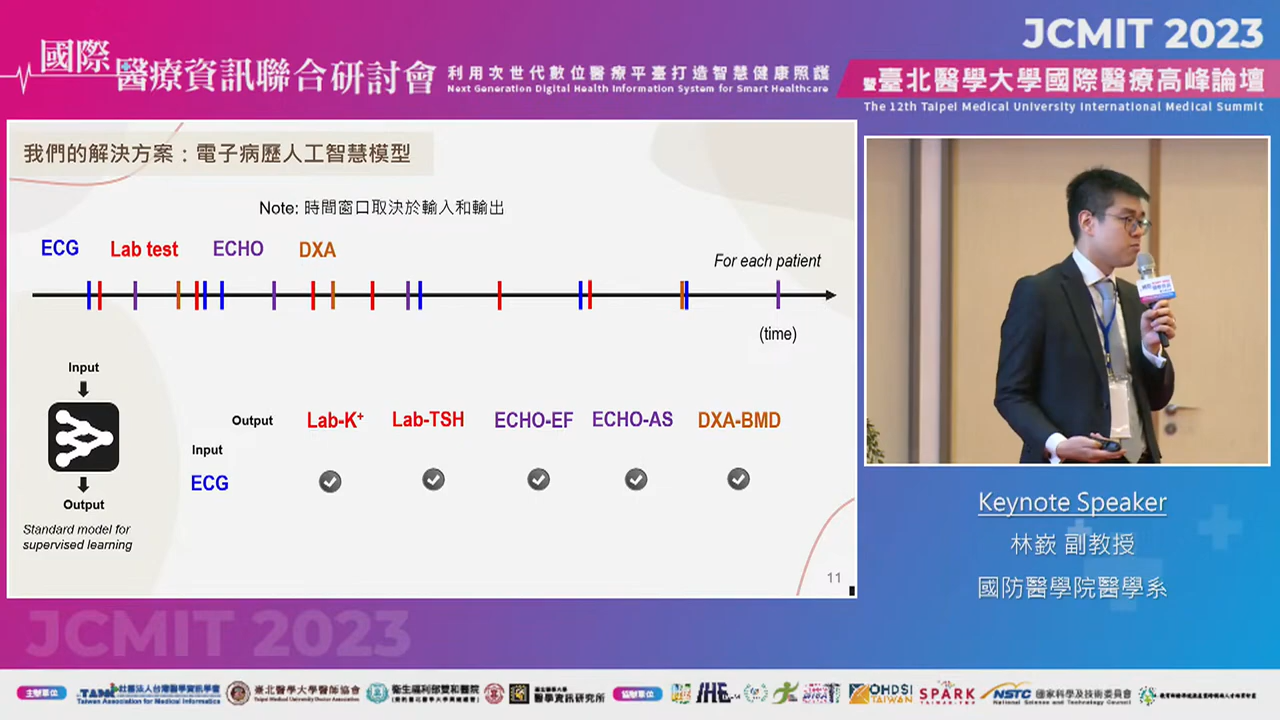 JCMIT 2023
國際
醫療資訊聯合研討會
利用次世代數位醫療平臺打造智慧健康照護
Next Generation Digital Health Information System for Smart Healthcare
暨臺北醫學大學國際醫療高峰論壇
The 12th Taipei Medical University International Medical Summit
我們的解決方案：電子病歷人工智慧模型
Note: 時間窗口取決於輸入和輸出
ECG Lab test ECHO DXA
For each patient
(time)
Input
Output
Standard model for
supervised learning
Output Lab-K+ Lab-TSH ECHO-EF ECHO-AS DXA-BMD
Input
ECG
11
Keynote Speaker
林嶔 副教授
國防醫學院醫學系
JCMIT 2023
主辦單位
社團法人台灣醫學資訊學會
Taiwan Association for Medical Informatics
臺北醫學大學醫師協會
衛生福利部雙和醫院
醫學資訊研究所
協辦單位
IHE
OHDSI
TAIWAN
SPARK
NSTC 國家科學及技術委員會
National Science and Technology Council